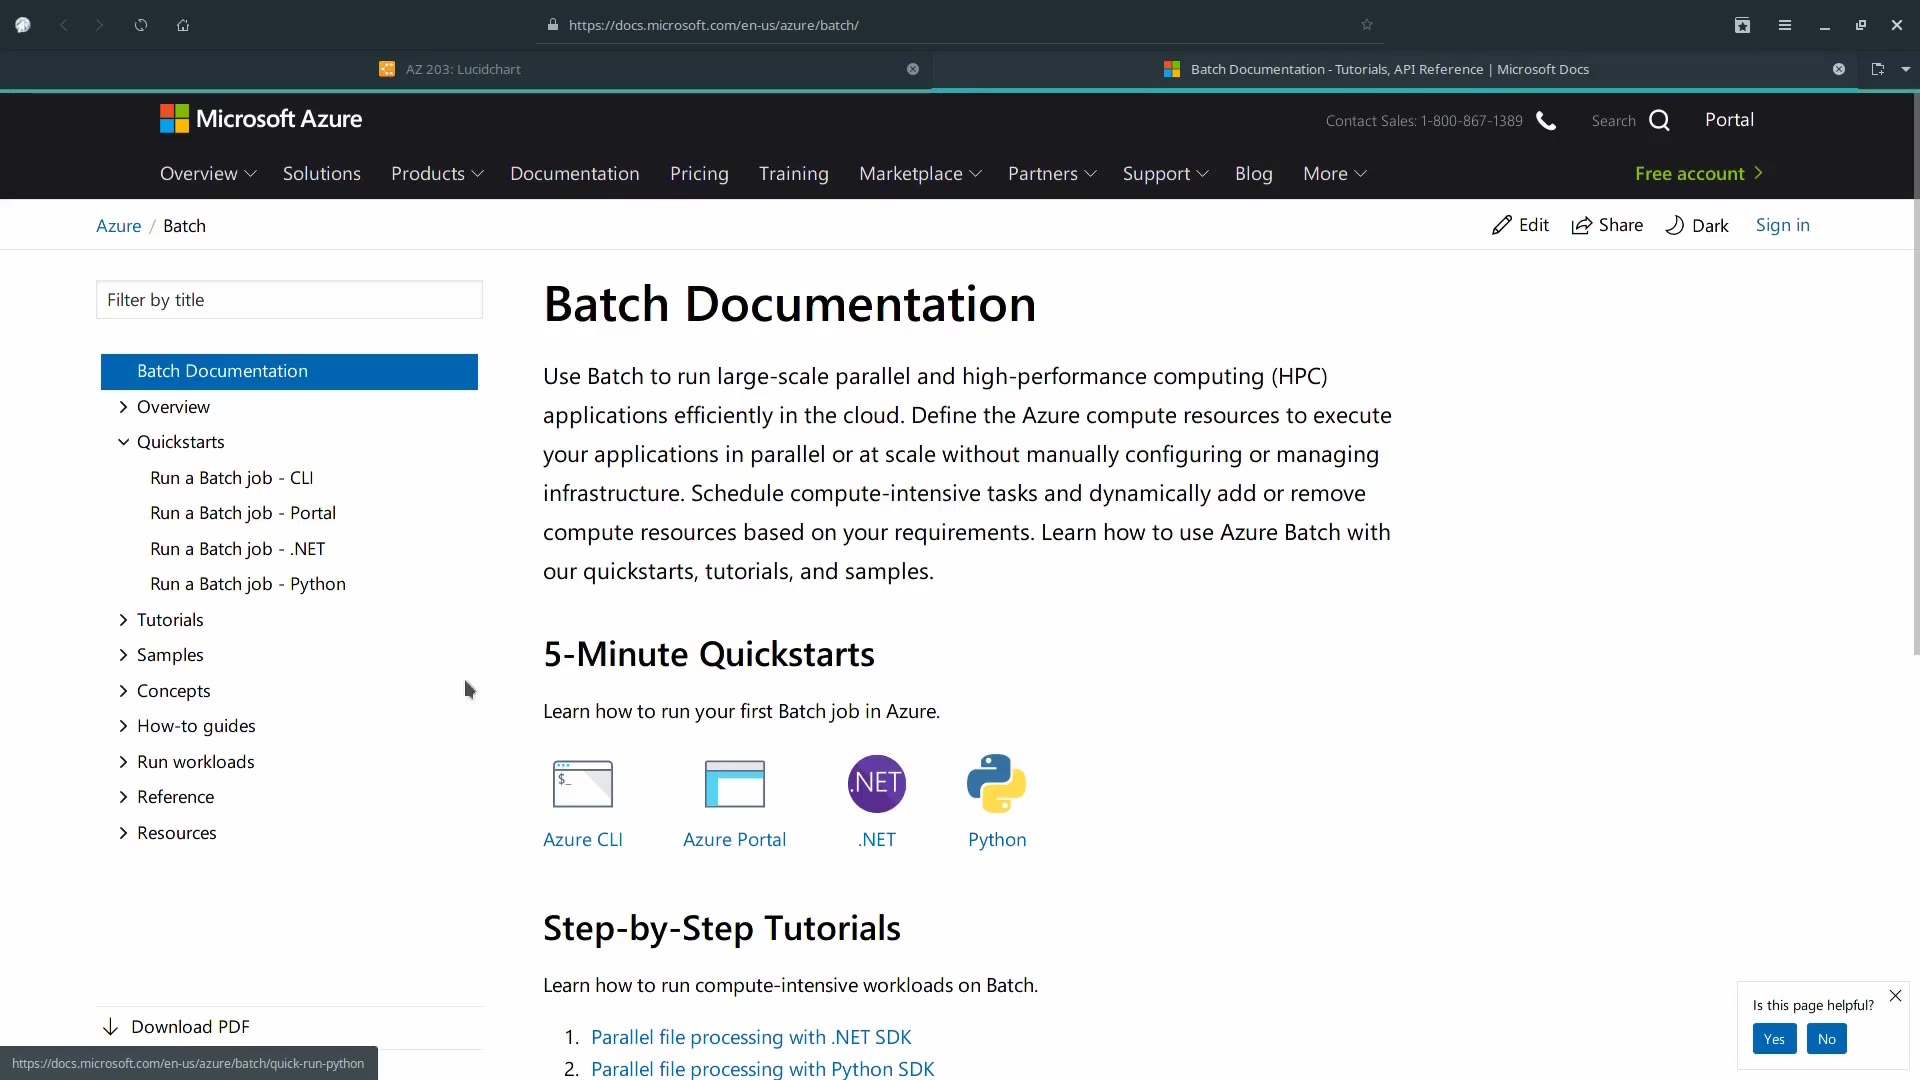 https://docs.microsoft.com/en-us/azure/batch/
AZ 203: Lucidchart
Batch Documentation - Tutorials, API Reference | Microsoft Docs
Microsoft Azure
Contact Sales: 1-800-867-1389
Search
Portal
Overview
Solutions
Products
Documentation
Pricing
Training
Marketplace
Partners
Support
Blog
More
Free account
Azure / Batch
Edit
Share
Dark
Sign in
Filter by title
Batch Documentation
Overview
Quickstarts
Run a Batch job - CLI
Run a Batch job - Portal
Run a Batch job - .NET
Run a Batch job - Python
Tutorials
Samples
Concepts
How-to guides
Run workloads
Reference
Resources
Download PDF
Batch Documentation
Use Batch to run large-scale parallel and high-performance computing (HPC)
applications efficiently in the cloud. Define the Azure compute resources to execute
your applications in parallel or at scale without manually configuring or managing
infrastructure. Schedule compute-intensive tasks and dynamically add or remove
compute resources based on your requirements. Learn how to use Azure Batch with
our quickstarts, tutorials, and samples.
5-Minute Quickstarts
Learn how to run your first Batch job in Azure.
$_
.NET
Azure CLI
Azure Portal
.NET
Python
Step-by-Step Tutorials
Learn how to run compute-intensive workloads on Batch.
1. Parallel file processing with .NET SDK
2. Parallel file processing with Python SDK
Is this page helpful?
Yes
No
https://docs.microsoft.com/en-us/azure/batch/quick-run-python